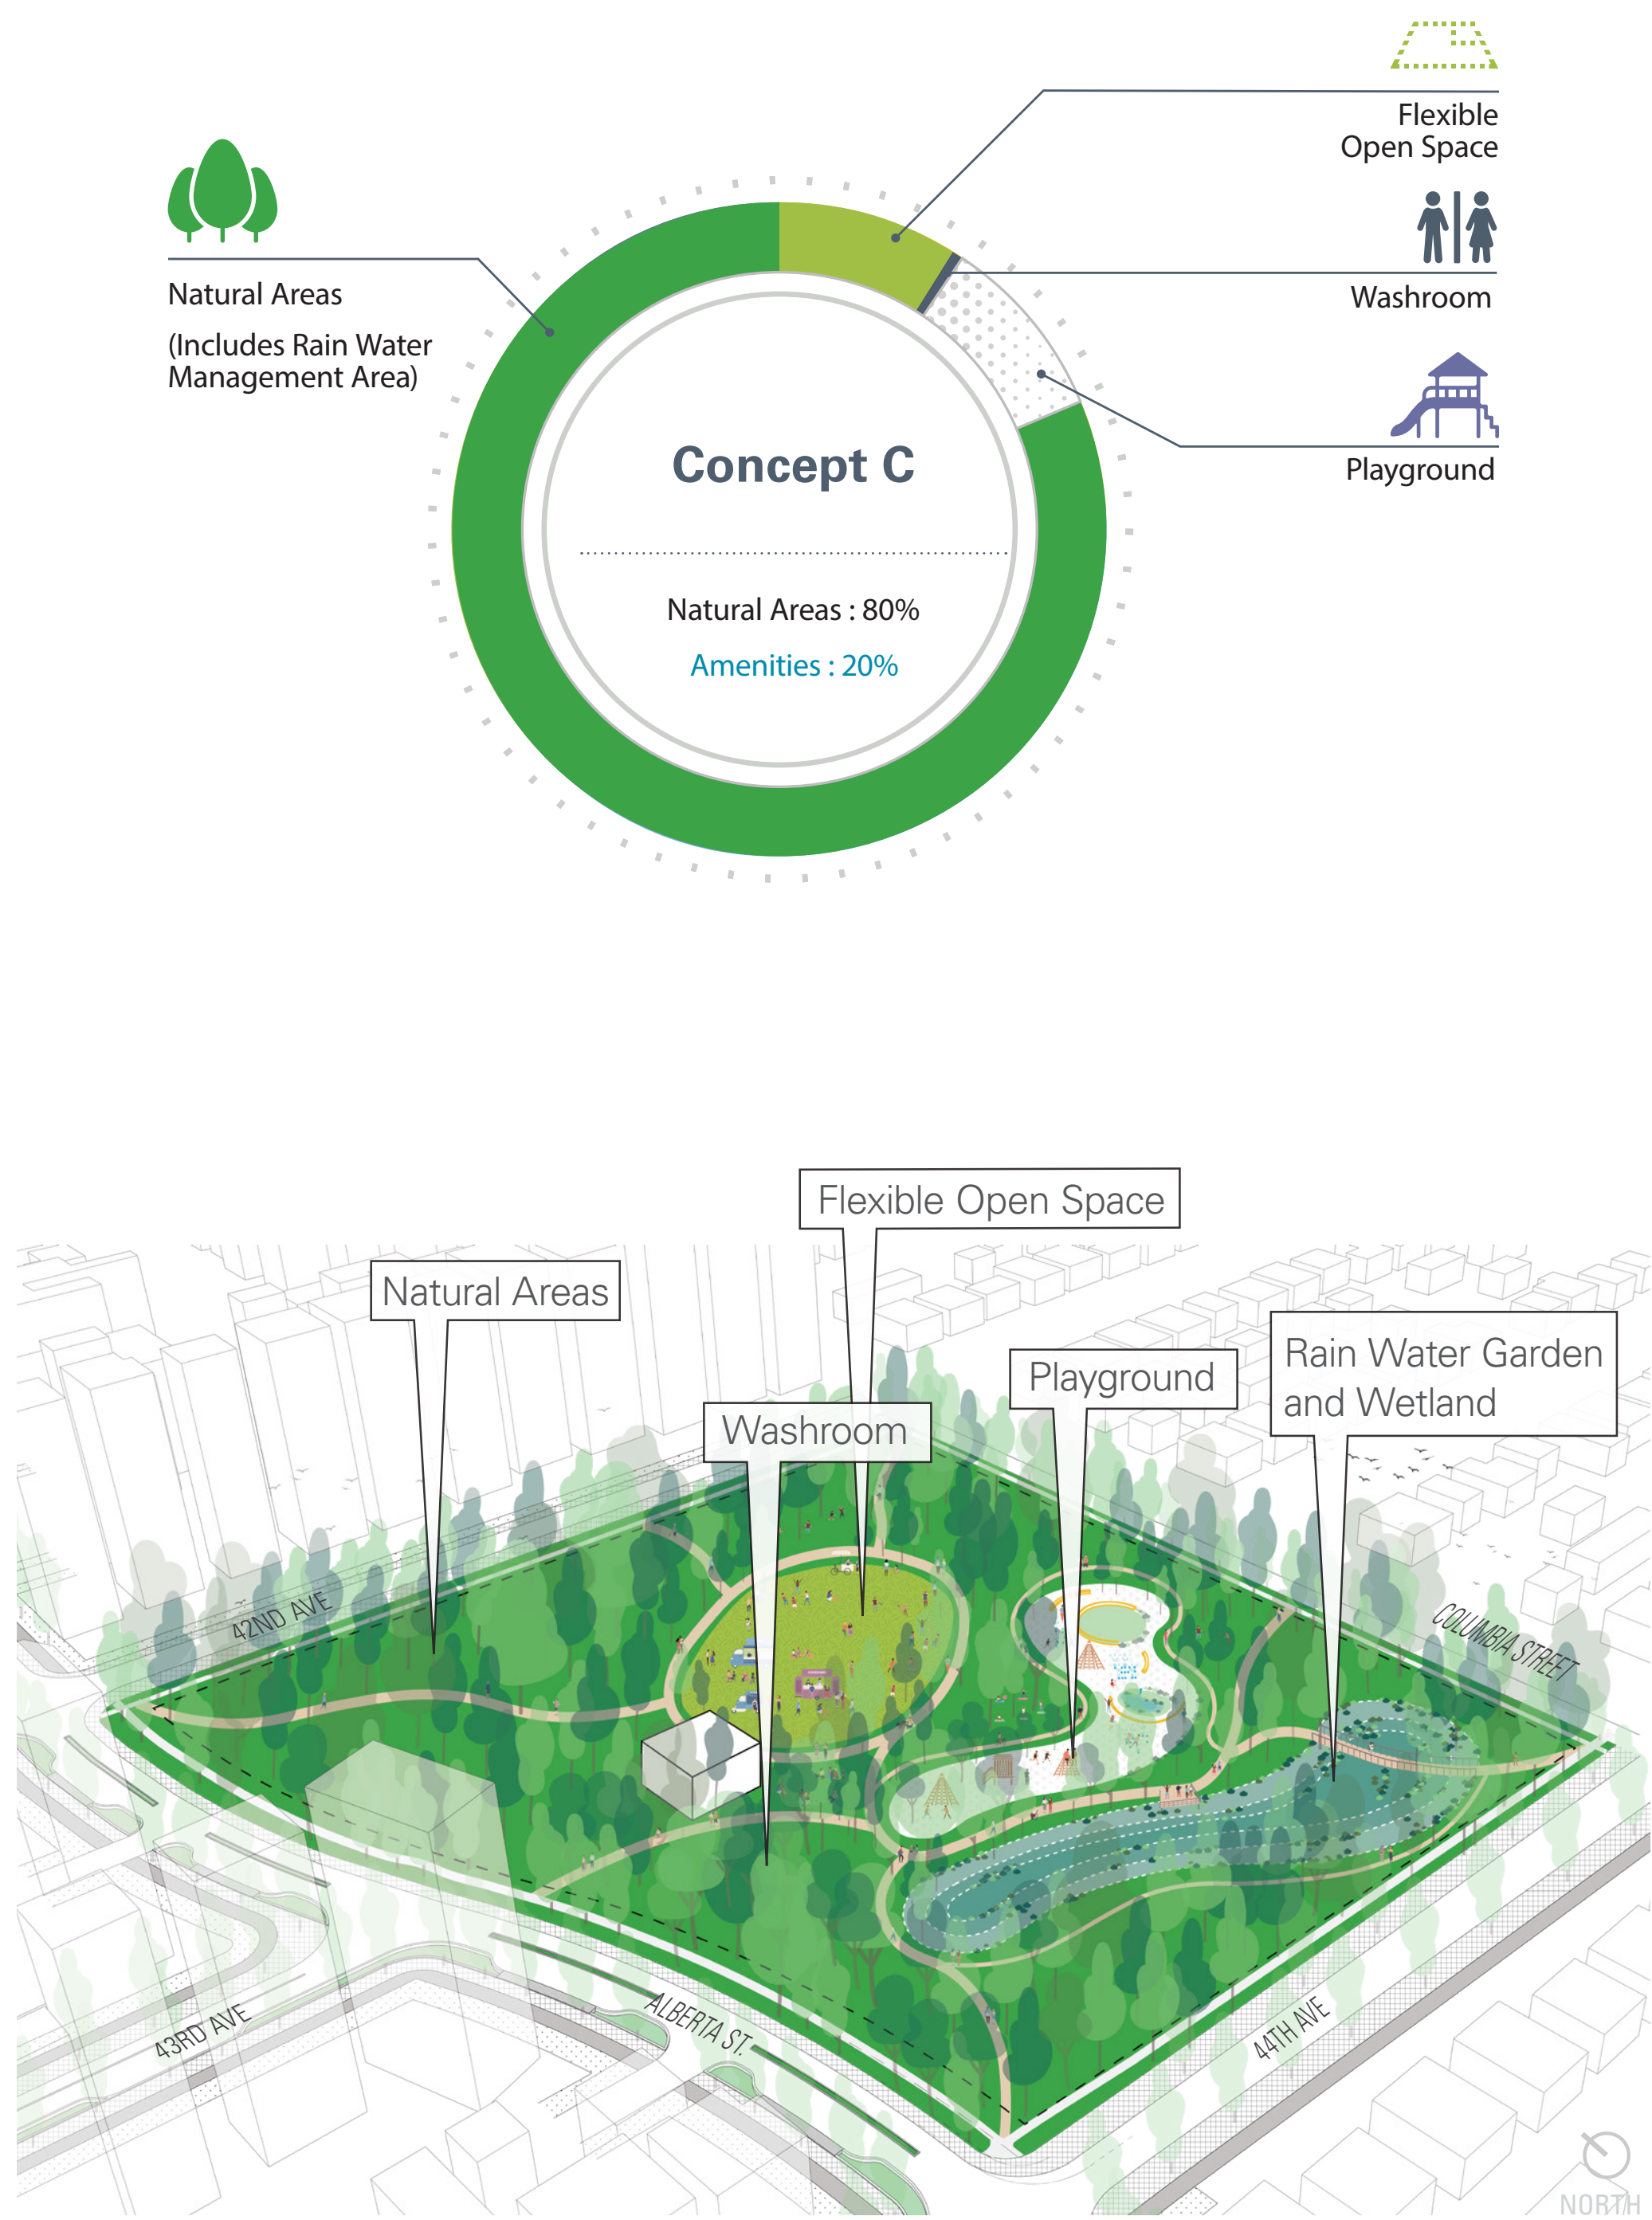 Flexible
Open Space
Washroom
Playground
Natural Areas
(Includes Rain Water
Management Area)
Concept C
Natural Areas : 80%
Amenities : 20%
Flexible Open Space
Natural Areas
Rain Water Garden
and Wetland
Playground
Washroom
42ND AVE
COLUMBIA STREET
43RD AVE
ALBERTA ST.
44TH AVE
NORTH